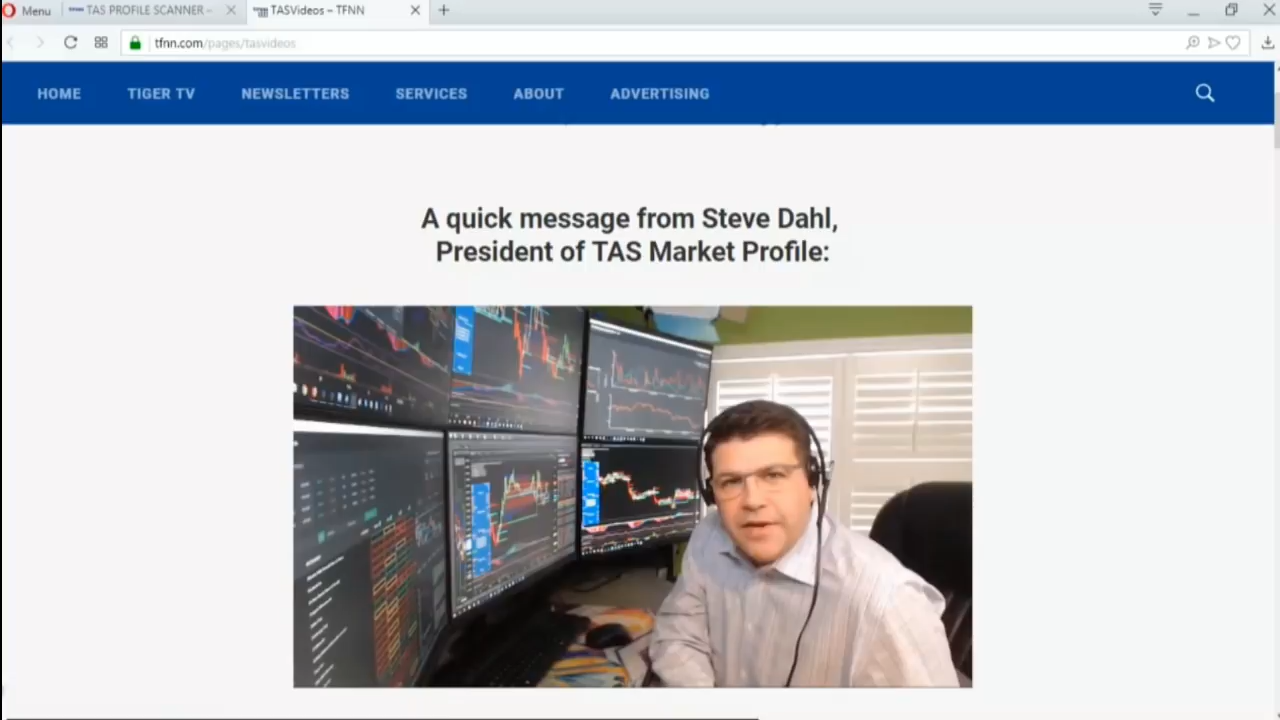 Menu
TAS PROFILE SCANNER –
TASVideos – TFNN
tfnn.com/pages/tasvideos
HOME
TIGER TV
NEWSLETTERS
SERVICES
ABOUT
ADVERTISING
A quick message from Steve Dahl,
President of TAS Market Profile: